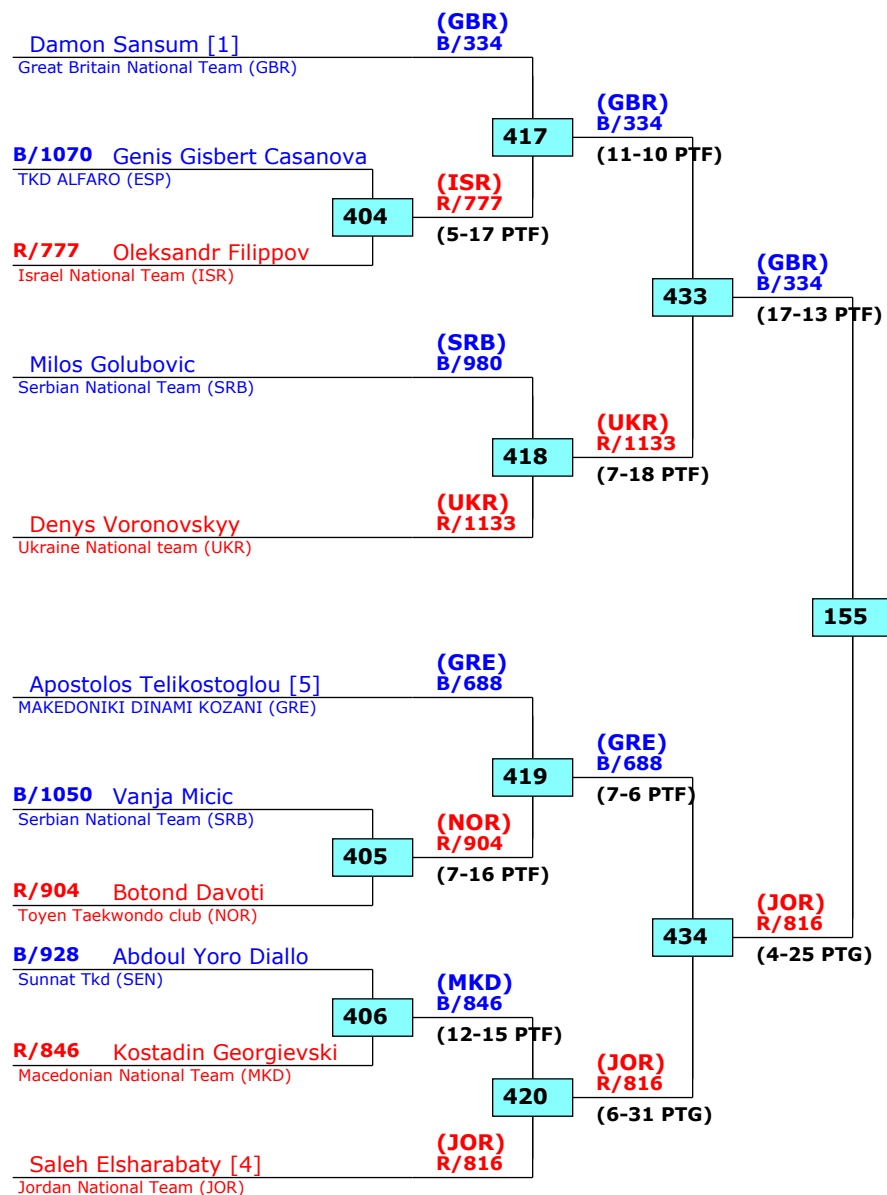 (GBR)
Damon Sansum [1]
B/334
Great Britain National Team (GBR)
(GBR)
417
B/334
(11-10 PTF)
B/1070 Genis Gisbert Casanova
TKD ALFARO (ESP)
(ISR)
404
R/777
(5-17 PTF)
R/777 Oleksandr Filippov
Israel National Team (ISR)
(GBR)
433
B/334
(17-13 PTF)
(SRB)
Milos Golubovic
B/980
Serbian National Team (SRB)
(UKR)
418
R/1133
(7-18 PTF)
(UKR)
Denys Voronovskyy
R/1133
Ukraine National team (UKR)
155
(GRE)
Apostolos Telikostoglou [5]
B/688
MAKEDONIKI DINAMI KOZANI (GRE)
(GRE)
419
B/688
(7-6 PTF)
B/1050 Vanja Micic
Serbian National Team (SRB)
(NOR)
405
R/904
(7-16 PTF)
R/904 Botond Davoti
Toyen Taekwondo club (NOR)
(JOR)
434
R/816
(4-25 PTG)
B/928 Abdoul Yoro Diallo
Sunnat Tkd (SEN)
(MKD)
406
B/846
(12-15 PTF)
R/846 Kostadin Georgievski
Macedonian National Team (MKD)
(JOR)
420
R/816
(6-31 PTG)
(JOR)
Saleh Elsharabaty [4]
R/816
Jordan National Team (JOR)